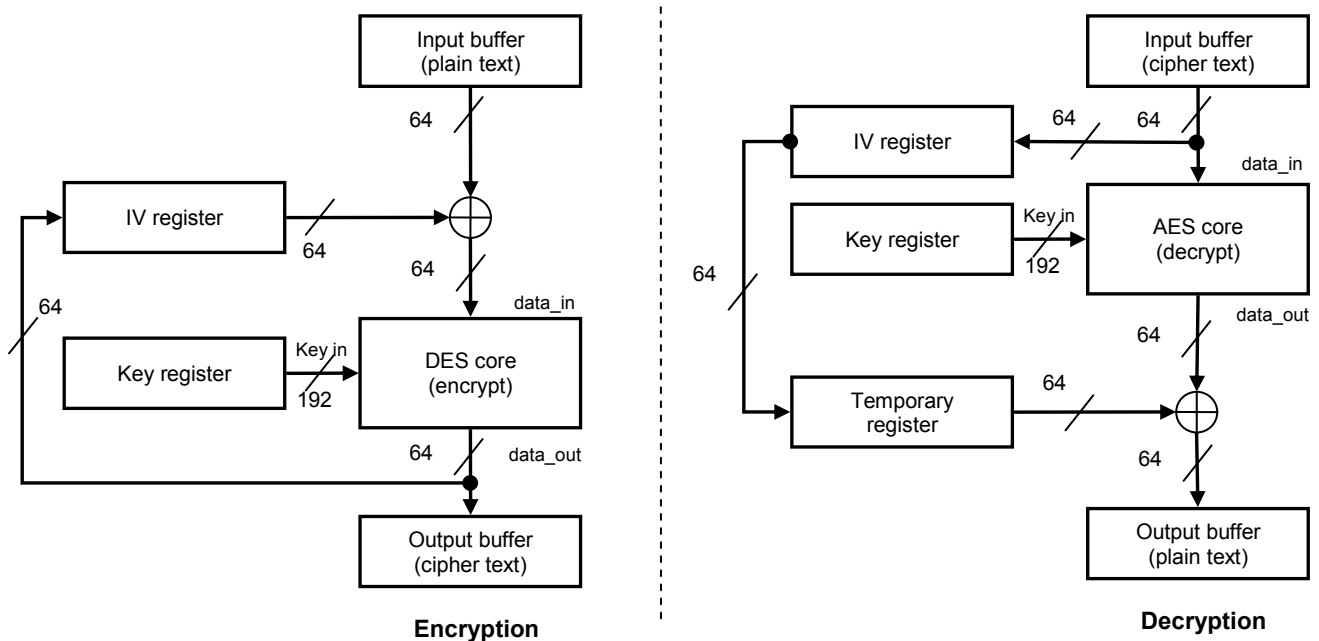 Input buffer
(plain text)
64
IV register
64
64
64
data_in
Key register
Key in
192
DES core
(encrypt)
64
data_out
Output buffer
(cipher text)
Encryption
Input buffer
(cipher text)
64
64
IV register
data_in
Key register
Key in
192
AES core
(decrypt)
64
data_out
64
Temporary
register
64
64
Output buffer
(plain text)
Decryption